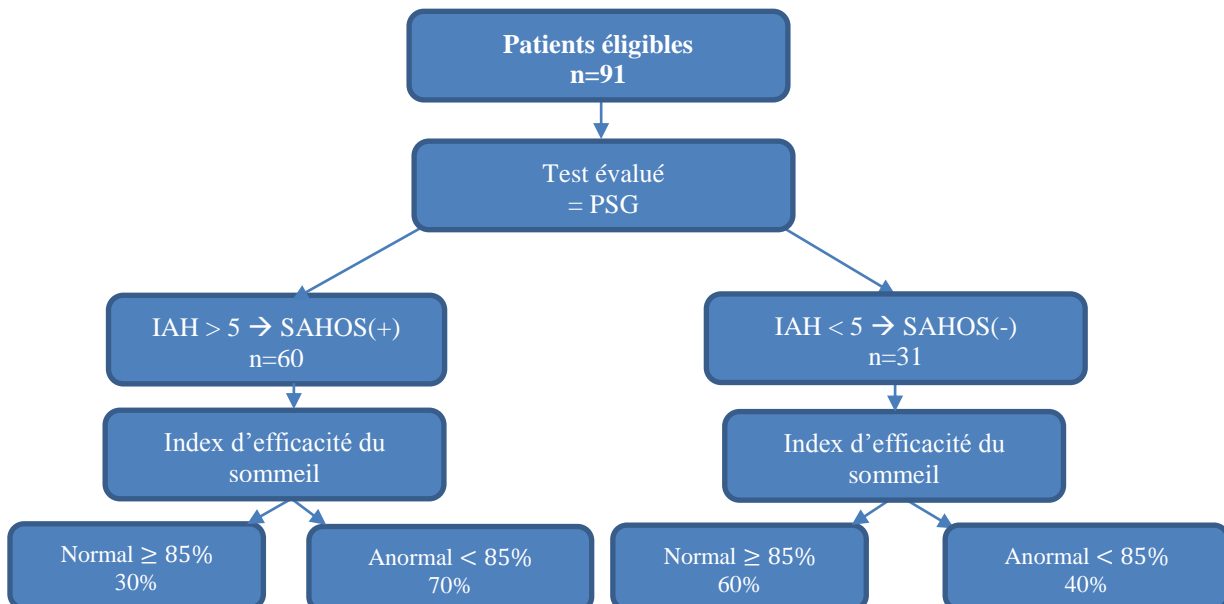 Patients éligibles
n=91
Test évalué
= PSG
IAH > 5 → SAHOS(+)
n=60
IAH < 5 → SAHOS(-)
n=31
Index d’efficacité du
sommeil
Index d’efficacité du
sommeil
Normal ≥ 85%
30%
Anormal < 85%
70%
Normal ≥ 85%
60%
Anormal < 85%
40%